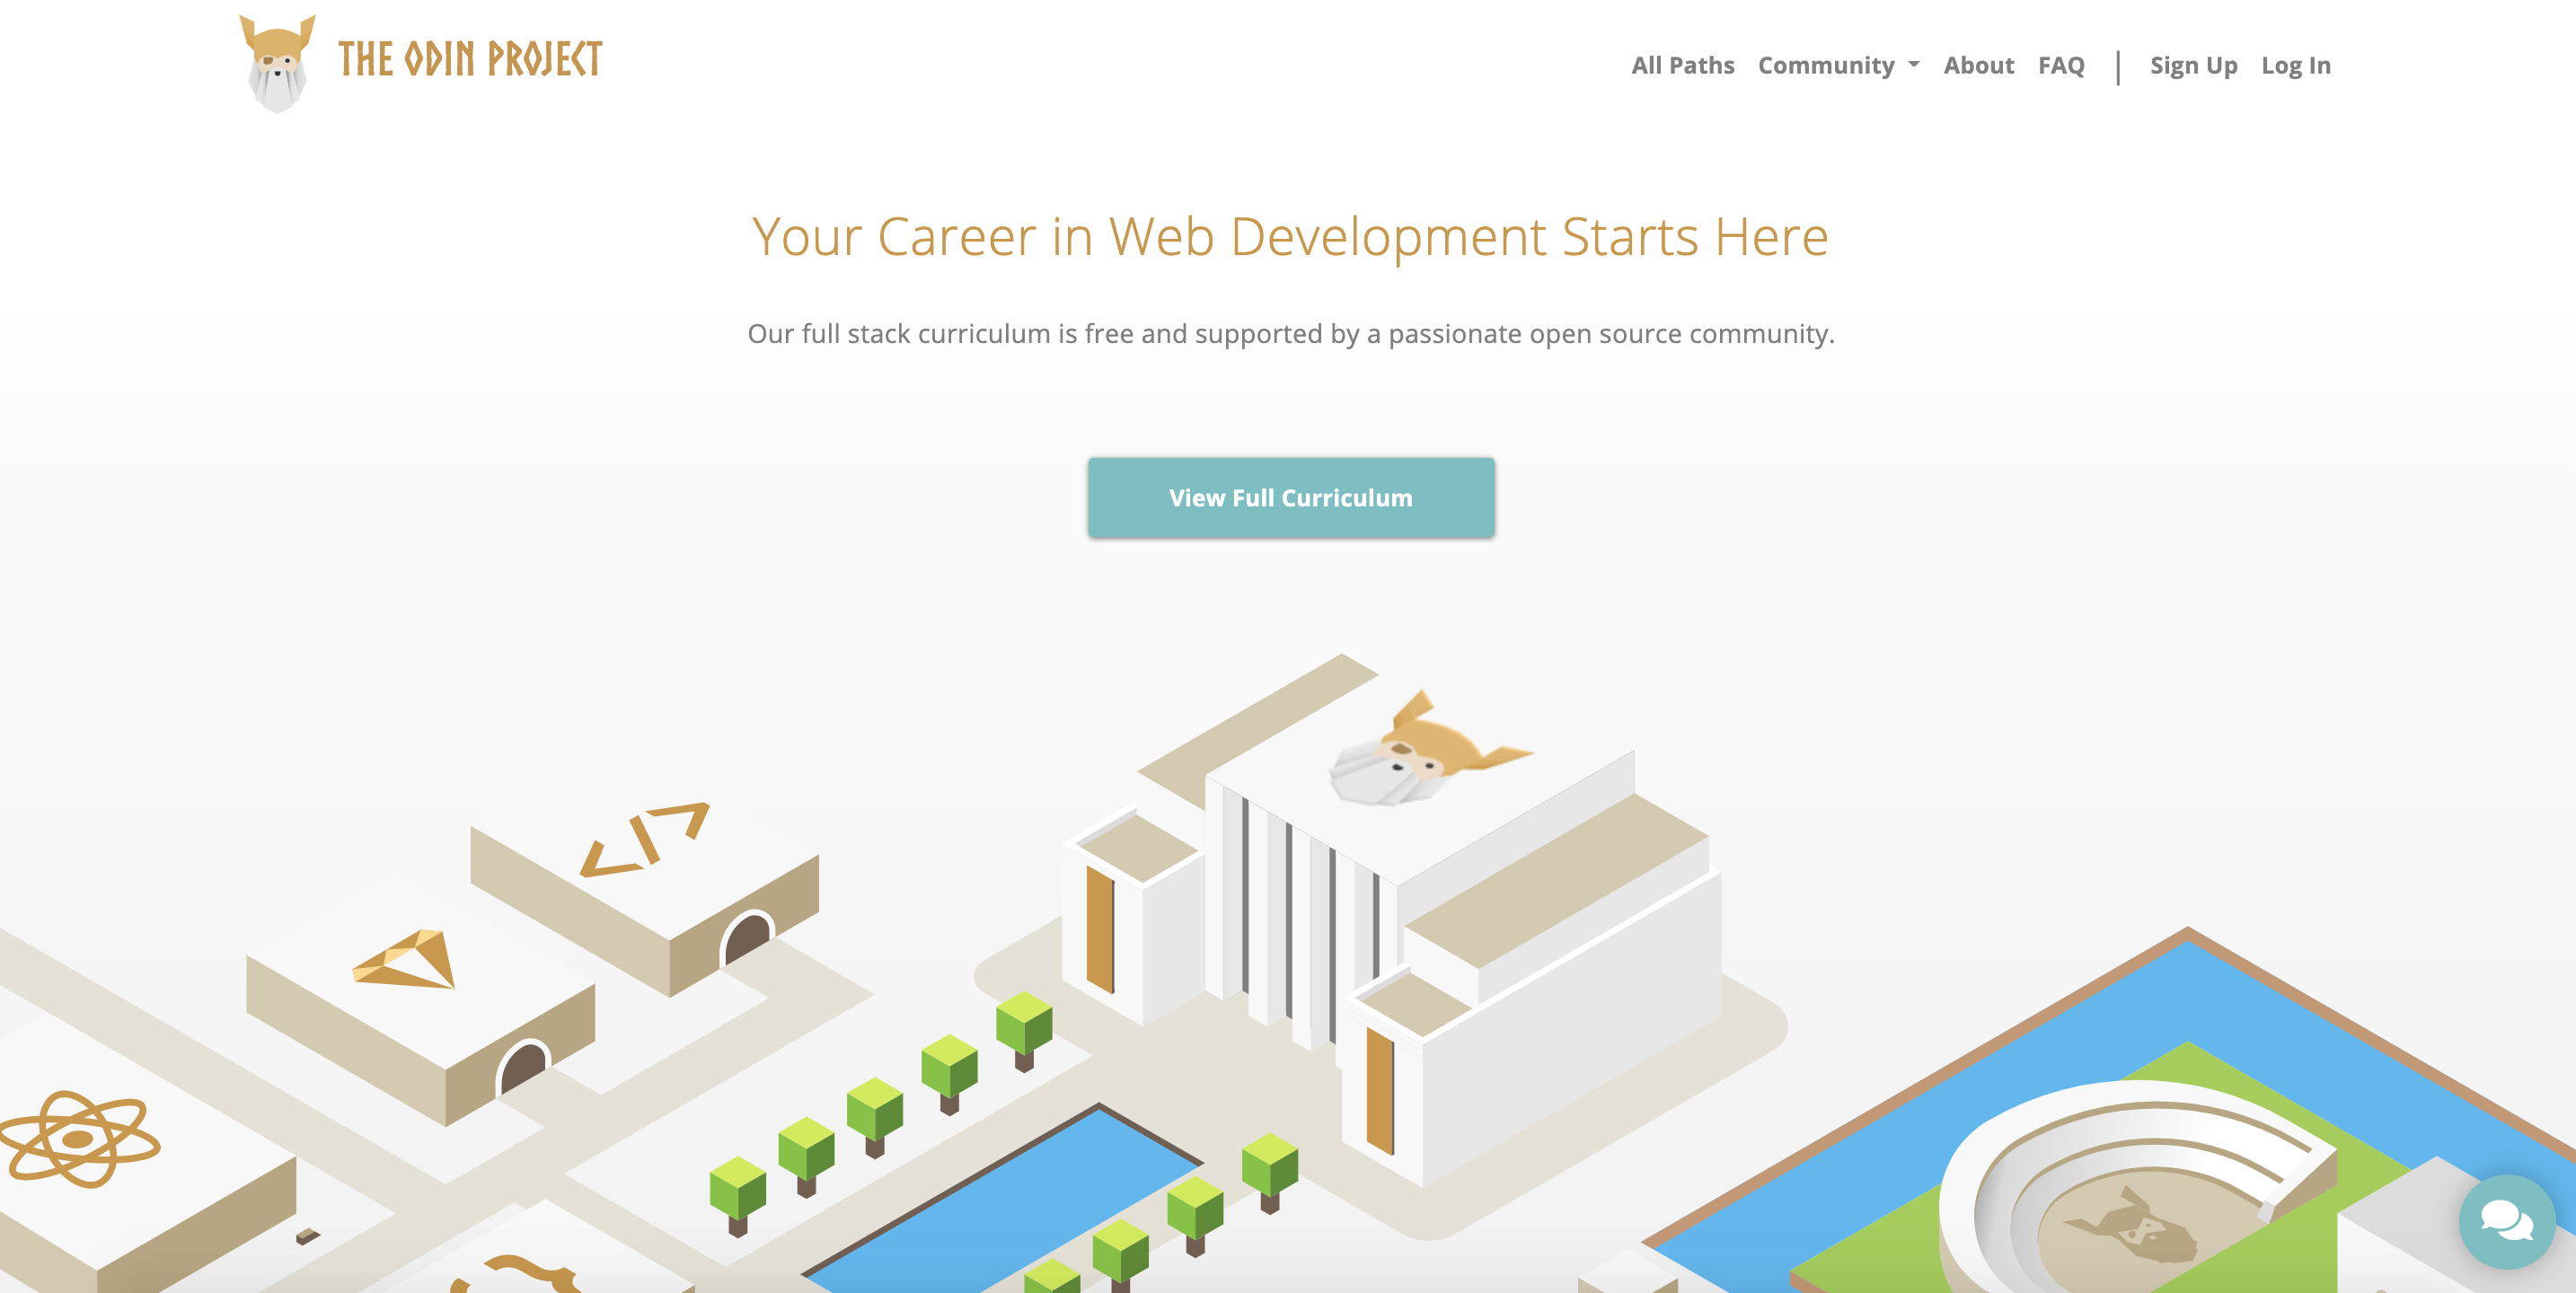 THE ODIN PROJECT
All Paths Community About FAQ | Sign Up Log In
Your Career in Web Development Starts Here
Our full stack curriculum is free and supported by a passionate open source community.
View Full Curriculum
</>